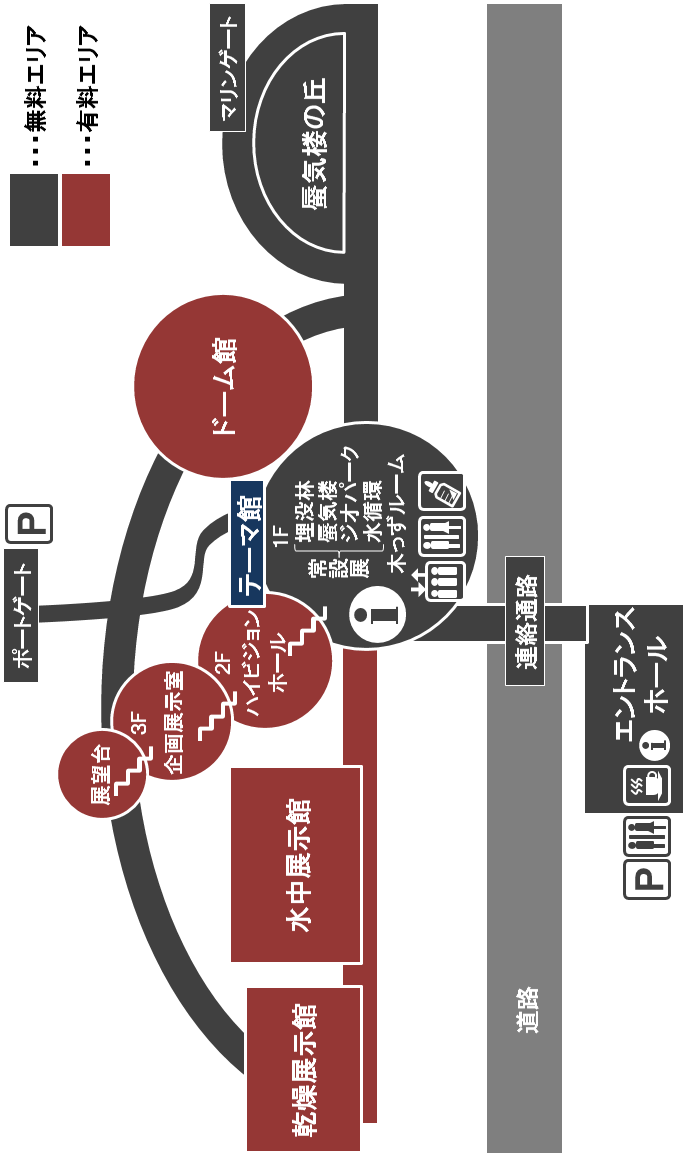 •••無料エリア
•••有料エリア
マリンゲート
蜃気楼の丘
ドーム館
P
ポートゲート
テーマ館
1F
常設展
埋没林
蜃気楼
ジオパーク
水循環
木っずルーム
i
2F
ハイビジョン
ホール
3F
企画展示室
展望台
水中展示館
乾燥展示館
連絡通路
道路
エントランス
ホール
i
P